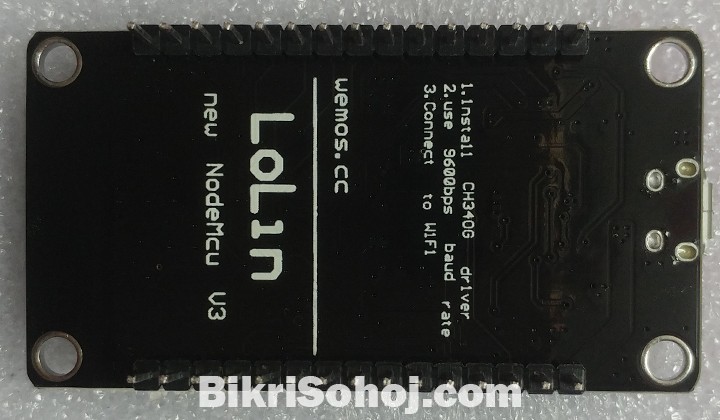 1.Install CH340G driver
2.use 9600bps baud rate
3.Connect to WIFI
wemos.cc
LoLin
new NodeMcu V3
BikriSohoj.com